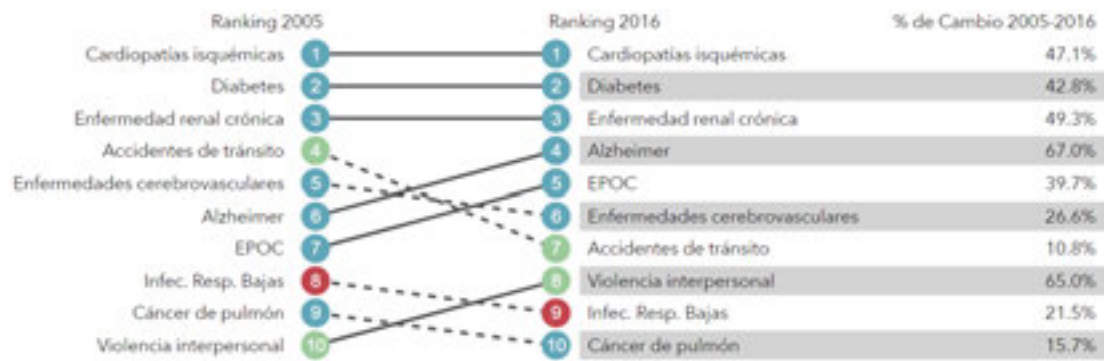 Ranking 2005 Ranking 2016 % de Cambio 2005-2016
Cardiopatías isquémicas 1 1 Cardiopatías isquémicas 47.1%
Diabetes 2 2 Diabetes 42.8%
Enfermedad renal crónica 3 3 Enfermedad renal crónica 49.3%
Accidentes de tránsito 4 4 Alzheimer 67.0%
Enfermedades cerebrovasculares 5 5 EPOC 39.7%
Alzheimer 6 6 Enfermedades cerebrovasculares 26.6%
EPOC 7 7 Accidentes de tránsito 10.8%
Infec. Resp. Bajas 8 8 Violencia interpersonal 65.0%
Cáncer de pulmón 9 9 Infec. Resp. Bajas 21.5%
Violencia interpersonal 10 10 Cáncer de pulmón 15.7%